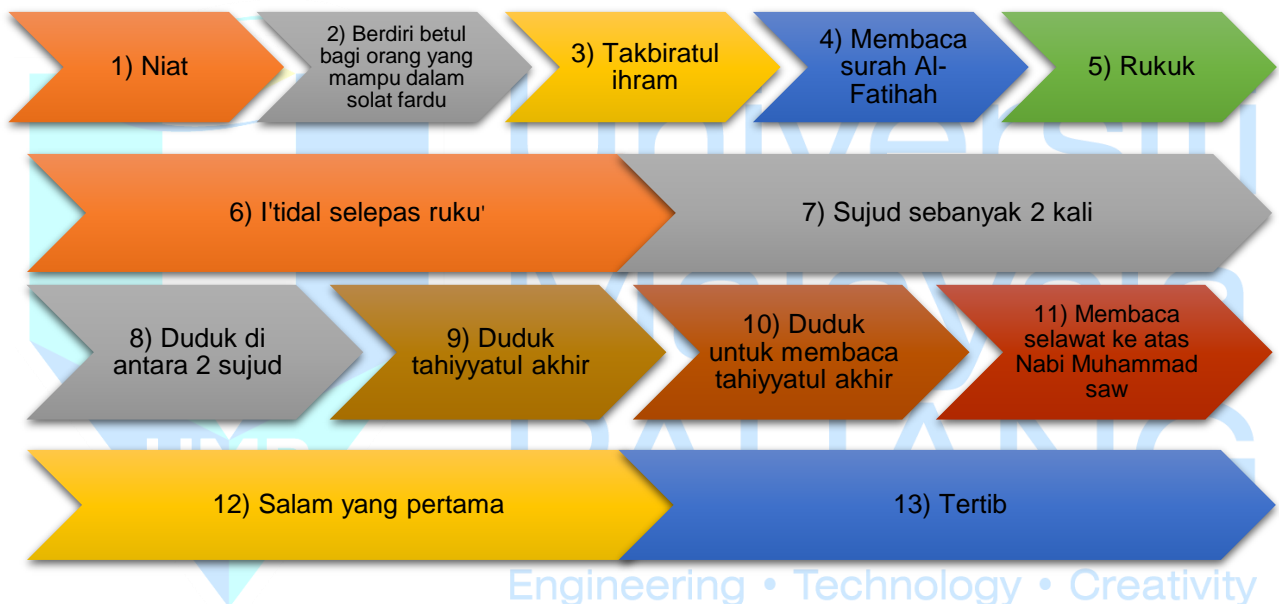 1) Niat
2) Berdiri betul
bagi orang yang
mampu dalam
solat fardu
3) Takbiratul
ihram
4) Membaca
surah Al-
Fatihah
5) Rukuk
6) I'tidal selepas ruku'
7) Sujud sebanyak 2 kali
8) Duduk di
antara 2 sujud
9) Duduk
tahiyyatul akhir
10) Duduk
untuk membaca
tahiyyatul akhir
11) Membaca
selawat ke atas
Nabi Muhammad
saw
12) Salam yang pertama
13) Tertib
Engineering • Technology • Creativity